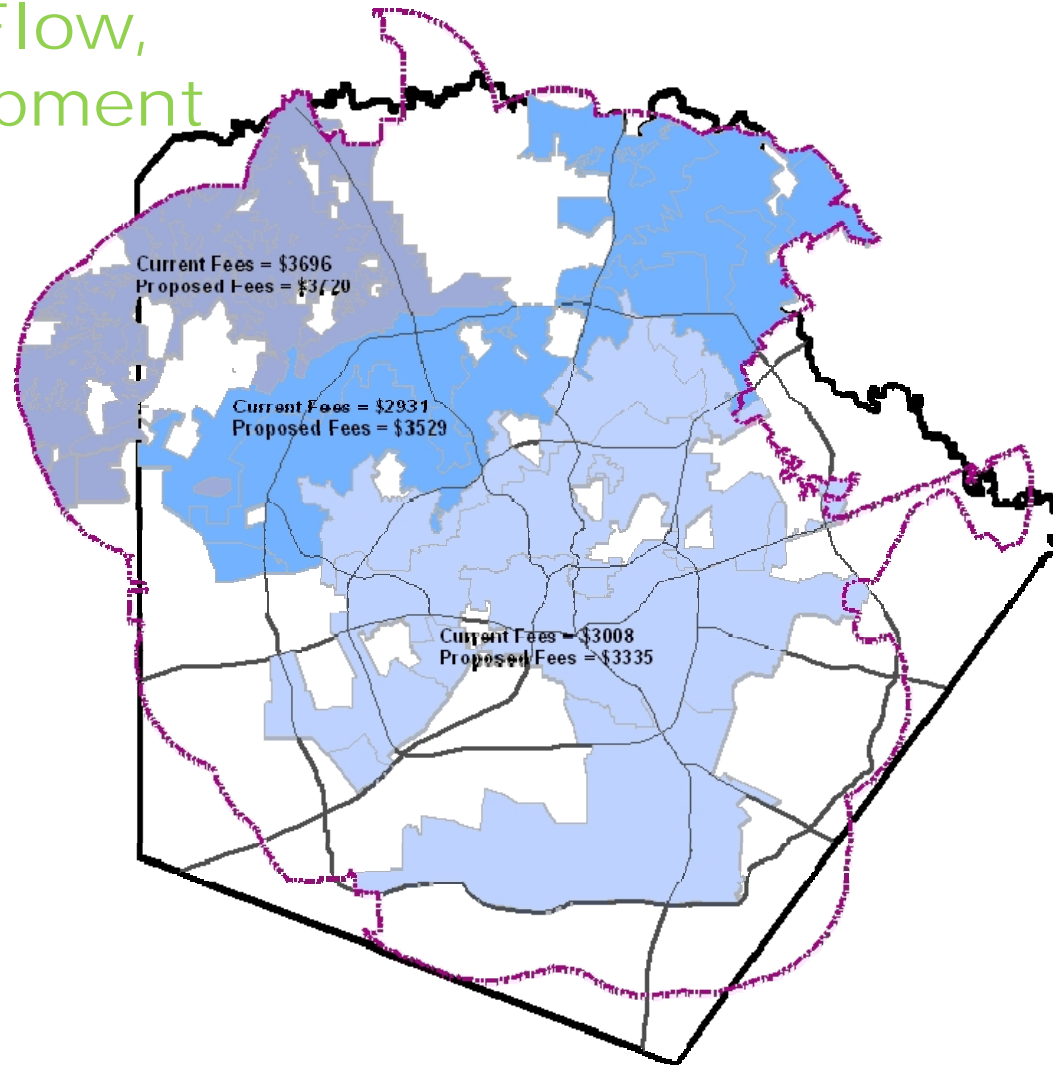 Flow,
pment
Current Fees = $3696
Proposed Fees = $3720
Current Fees = $2931
Proposed Fees = $3529
Current Fees = $3008
Proposed Fees = $3335